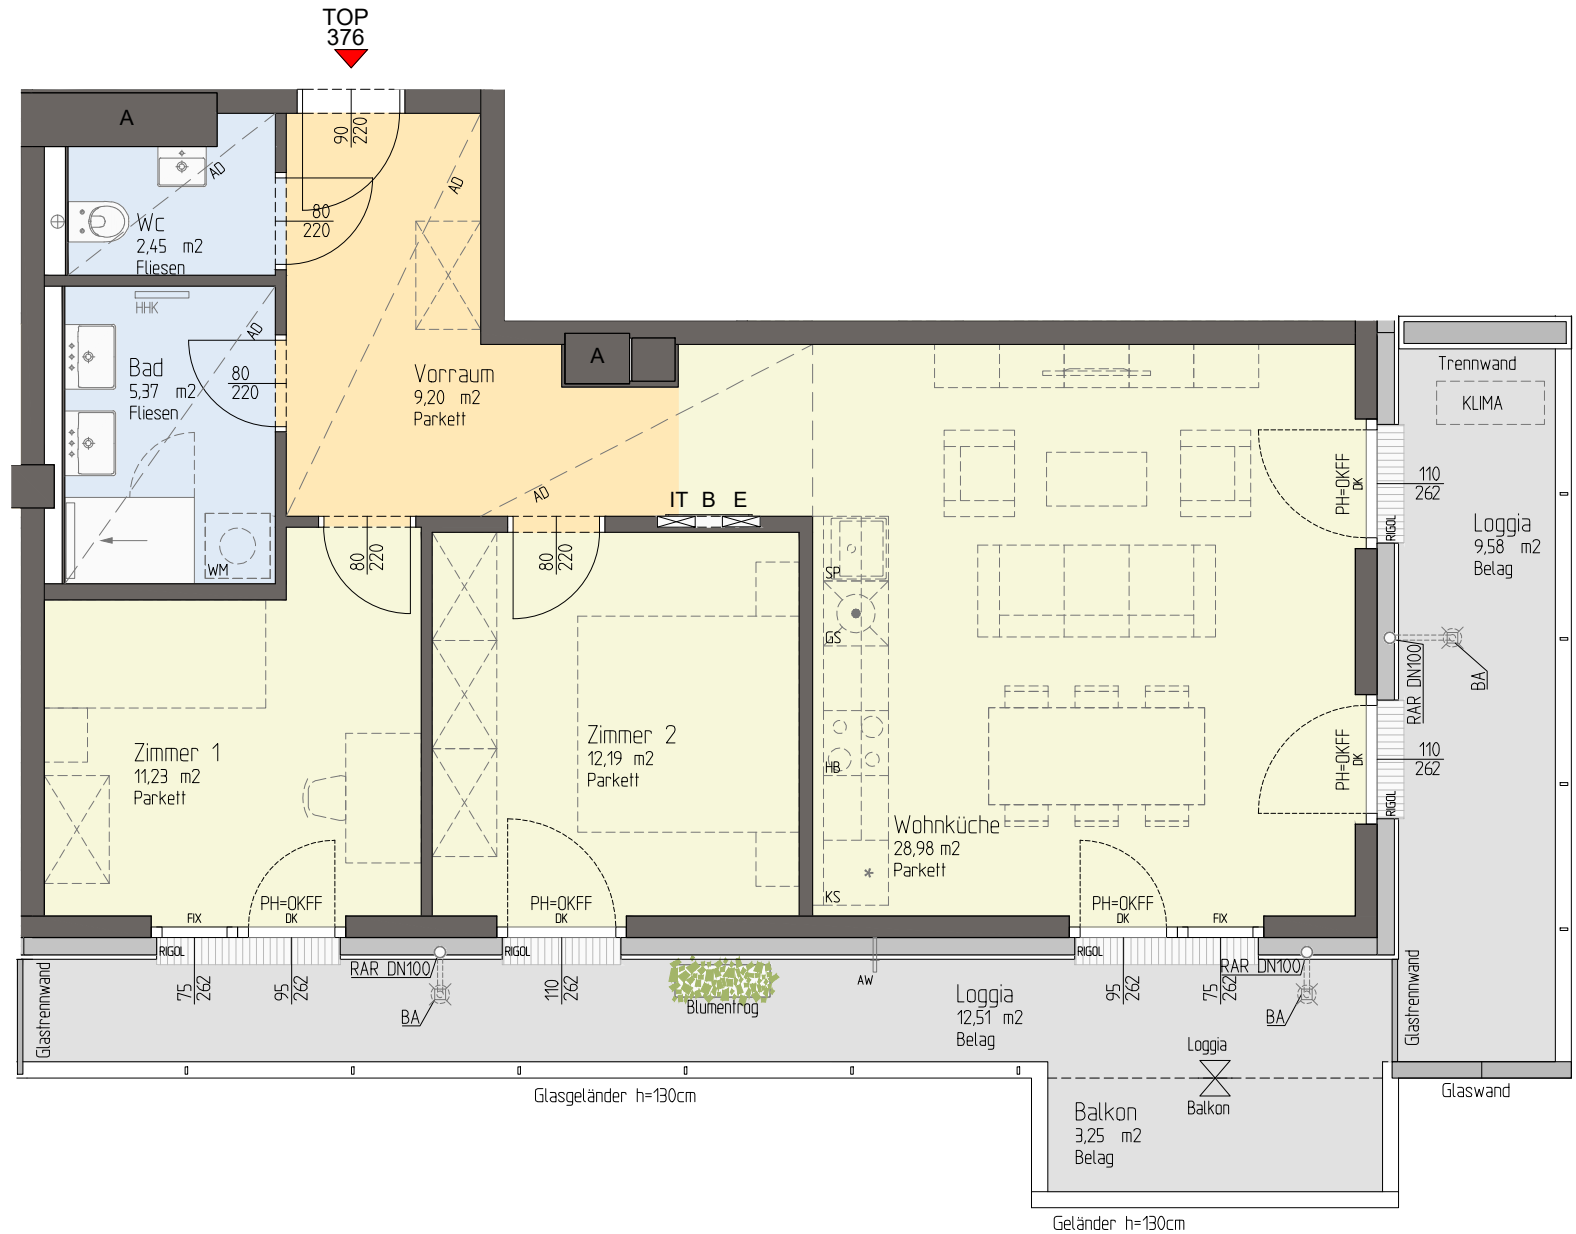 TOP
376
A
90
220
AD
AD
Wc
2,45 m2
Fliesen
80
220
HHK
AD
Bad
5,37 m2
Fliesen
80
220
Vorraum
9,20 m2
Parkett
A
AD
IT B E
WM
80
220
80
220
Trennwand
KLIMA
PH=OKFF
DK
110
262
RIGOL
Loggia
9,58 m2
Belag
SP
GS
HB
KS
*
RAR DN100
BA
PH=OKFF
DK
110
262
RIGOL
Zimmer 1
11,23 m2
Parkett
Zimmer 2
12,19 m2
Parkett
Wohnküche
28,98 m2
Parkett
FIX
PH=OKFF
DK
PH=OKFF
DK
PH=OKFF
DK
FIX
RIGOL
RIGOL
RIGOL
Glastrennwand
75
262
95
262
RAR DN100
BA
110
262
Blumentrog
AW
Loggia
12,51 m2
Belag
95
262
75
262
RAR DN100
BA
Glastrennwand
Loggia
Balkon
Glasgeländer h=130cm
Glaswand
Balkon
3,25 m2
Belag
Geländer h=130cm